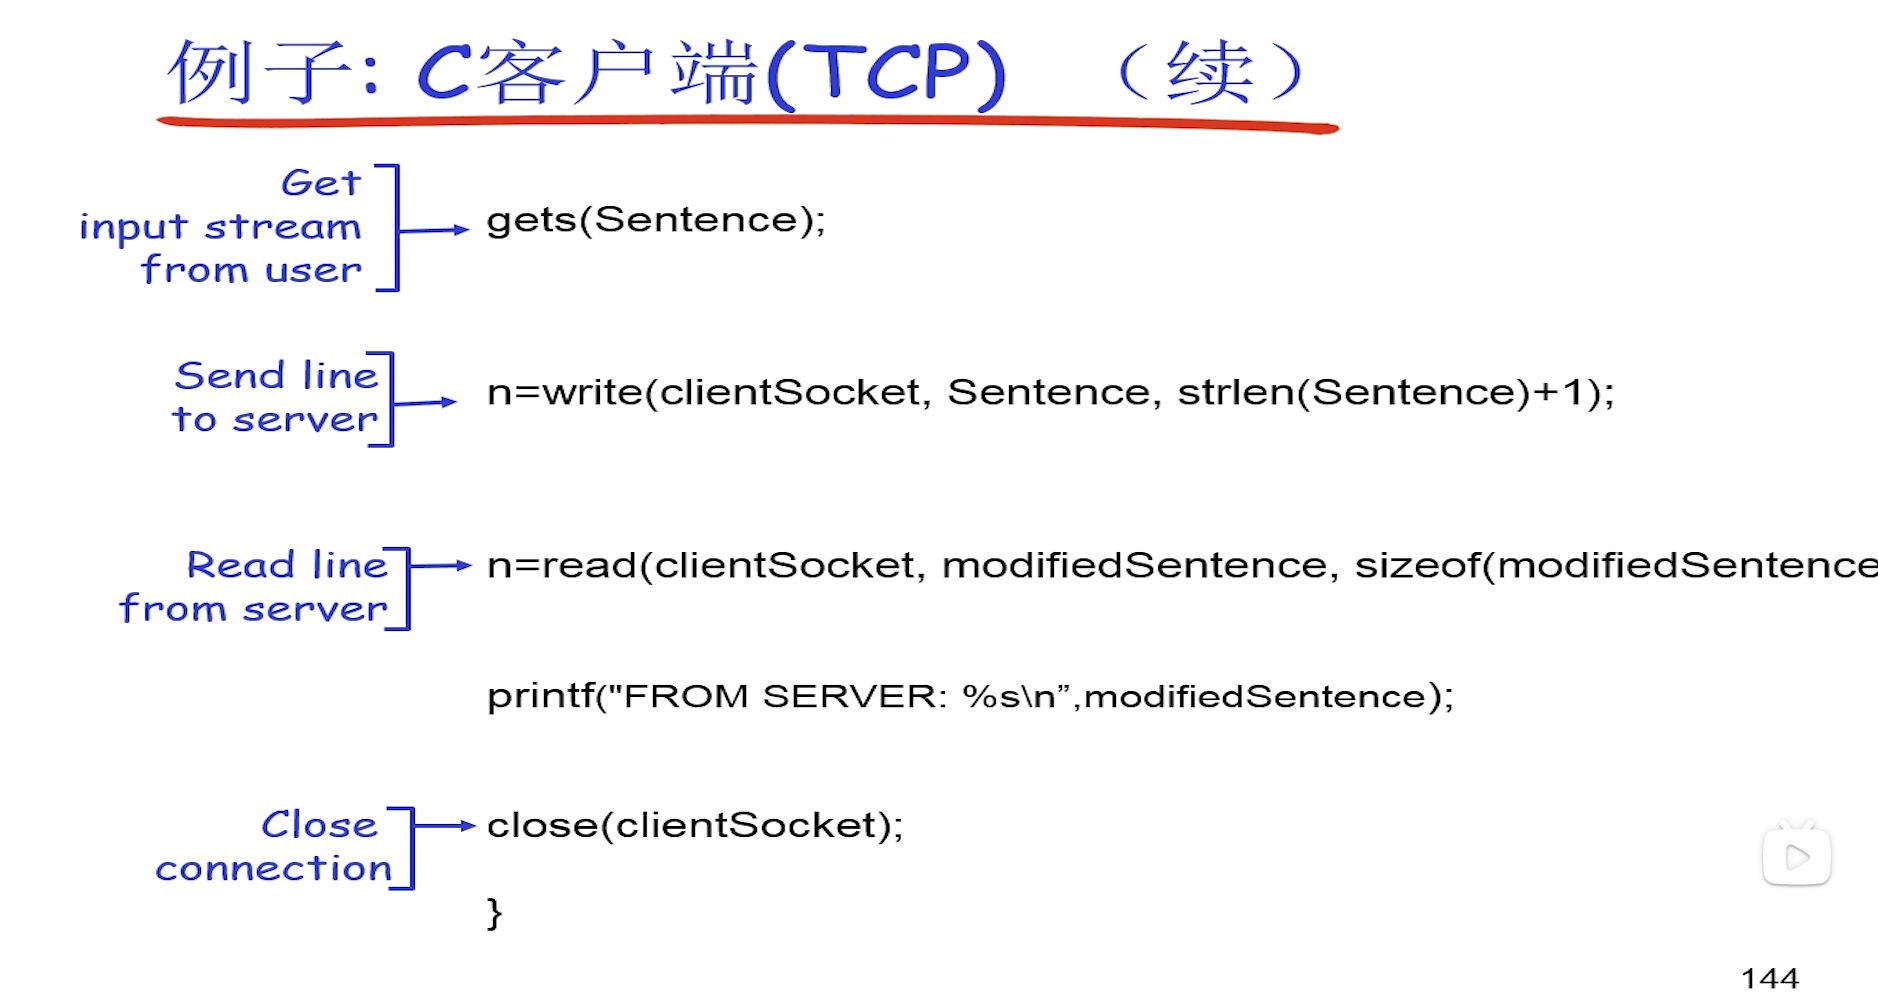 例子: C客户端(TCP) （续）
Get
input stream
from user
gets(Sentence);
Send line
to server
n=write(clientSocket, Sentence, strlen(Sentence)+1);
Read line
from server
n=read(clientSocket, modifiedSentence, sizeof(modifiedSentence
printf("FROM SERVER: %s\n”,modifiedSentence);
Close
connection
close(clientSocket);
}
144